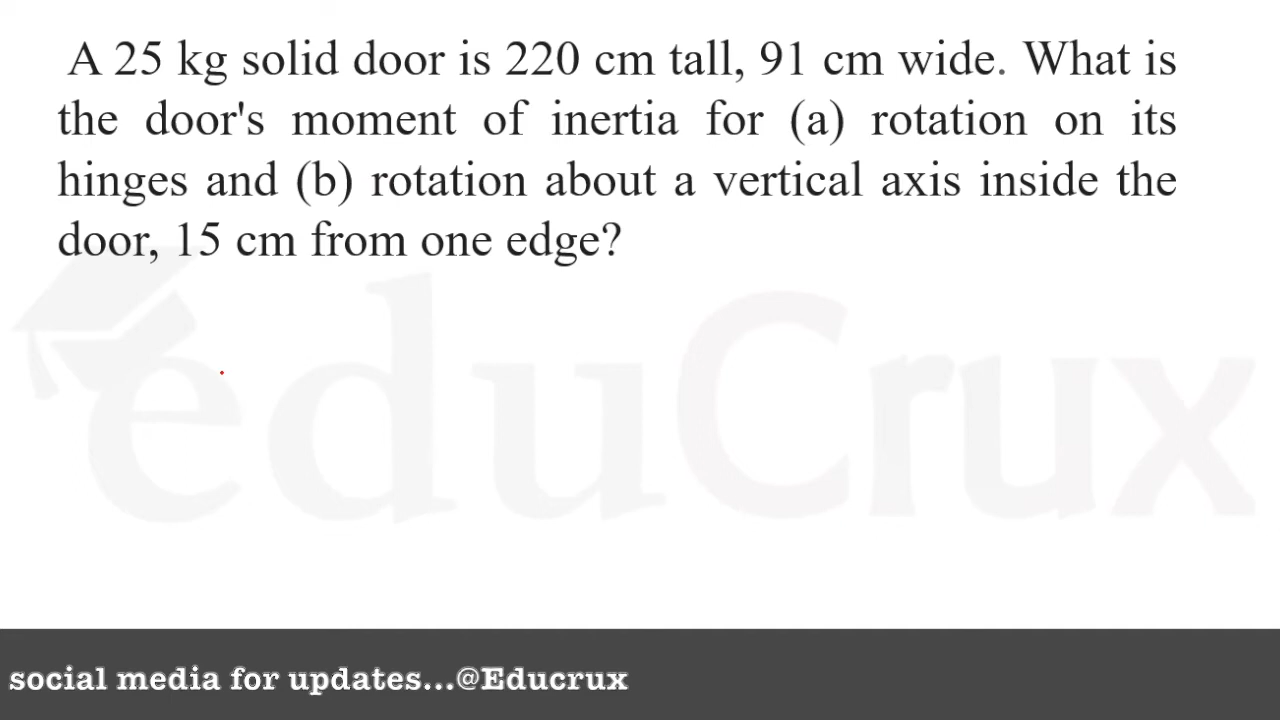 A 25 kg solid door is 220 cm tall, 91 cm wide. What is
the door's moment of inertia for (a) rotation on its
hinges and (b) rotation about a vertical axis inside the
door, 15 cm from one edge?
eduCrux
social media for updates...@Educrux